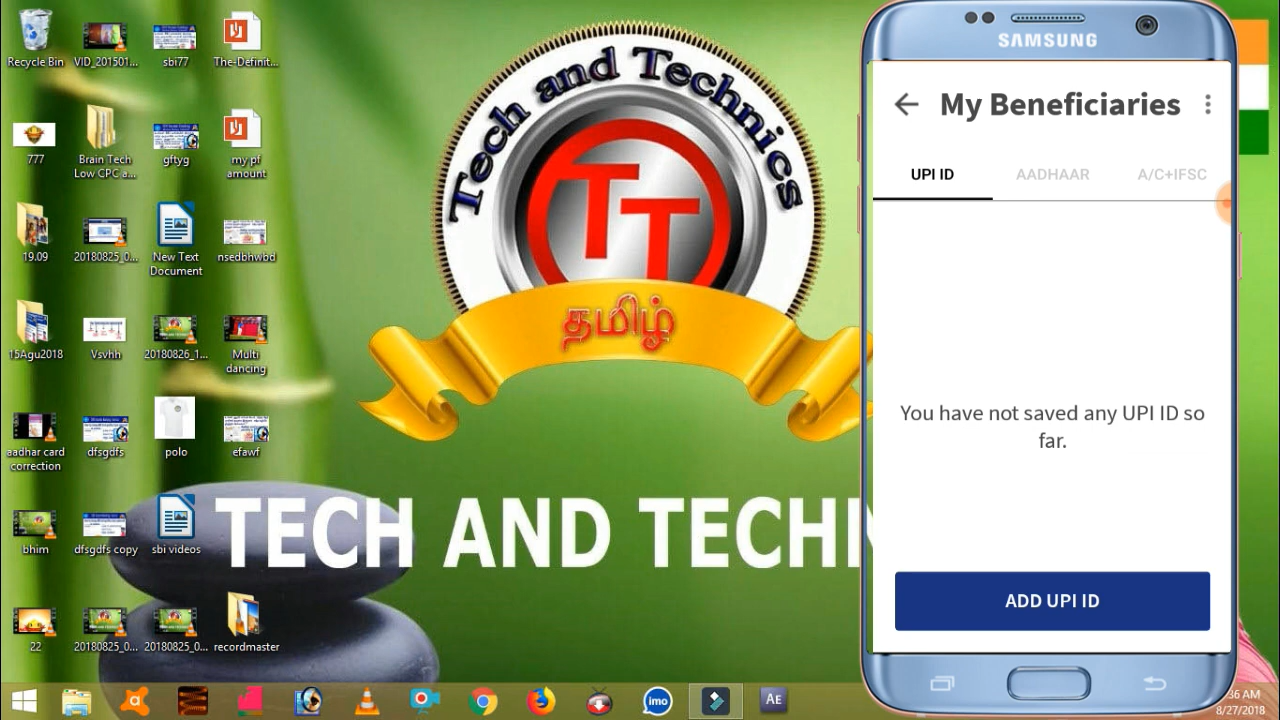 Recycle Bin
VID_201501...
sbi77
The-Definit...
777
Brain Tech
Low CPC a...
gftyg
my pf
amount
19.09
20180825_0...
New Text
Document
nsedbhwbd
15Agu2018
Vsvhh
20180826_1...
Multi
dancing
aadhar card
correction
dfsgdfs
polo
efawf
bhim
dfsgdfs copy
sbi videos
22
20180825_0...
20180825_0...
recordmaster
Tech and Technics
TT
தமிழ்
TECH AND TECHN
SAMSUNG
My Beneficiaries
UPI ID
AADHAAR
A/C+IFSC
You have not saved any UPI ID so
far.
ADD UPI ID
imo
AE
:36 AM
8/27/2018